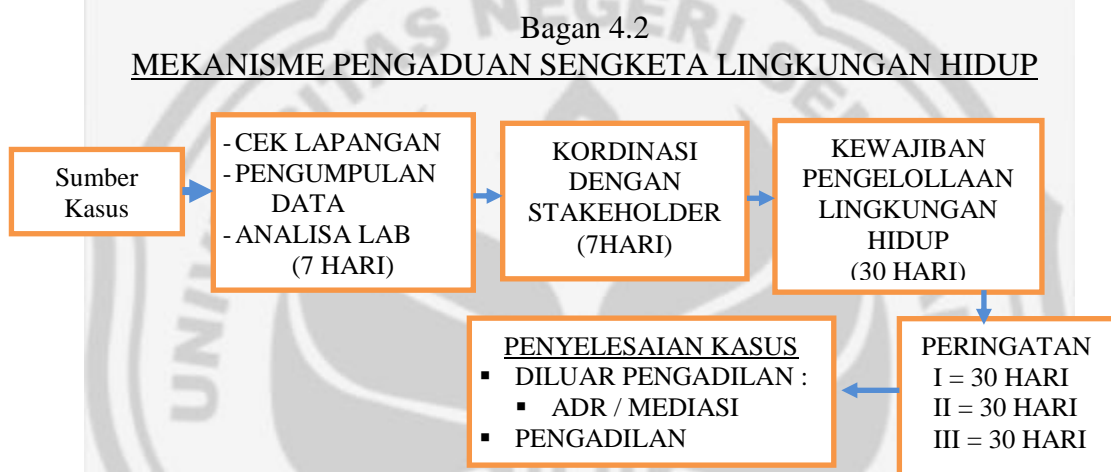 Bagan 4.2
MEKANISME PENGADUAN SENGKETA LINGKUNGAN HIDUP
Sumber
Kasus
-CEK LAPANGAN
-PENGUMPULAN
DATA
-ANALISA LAB
(7 HARI)
KORDINASI
DENGAN
STAKEHOLDER
(7HARI)
KEWAJIBAN
PENGELOLLAAN
LINGKUNGAN
HIDUP
(30 HARI)
PERINGATAN
I = 30 HARI
II = 30 HARI
III = 30 HARI
PENYELESAIAN KASUS
▪ DILUAR PENGADILAN :
▪ ADR / MEDIASI
▪ PENGADILAN